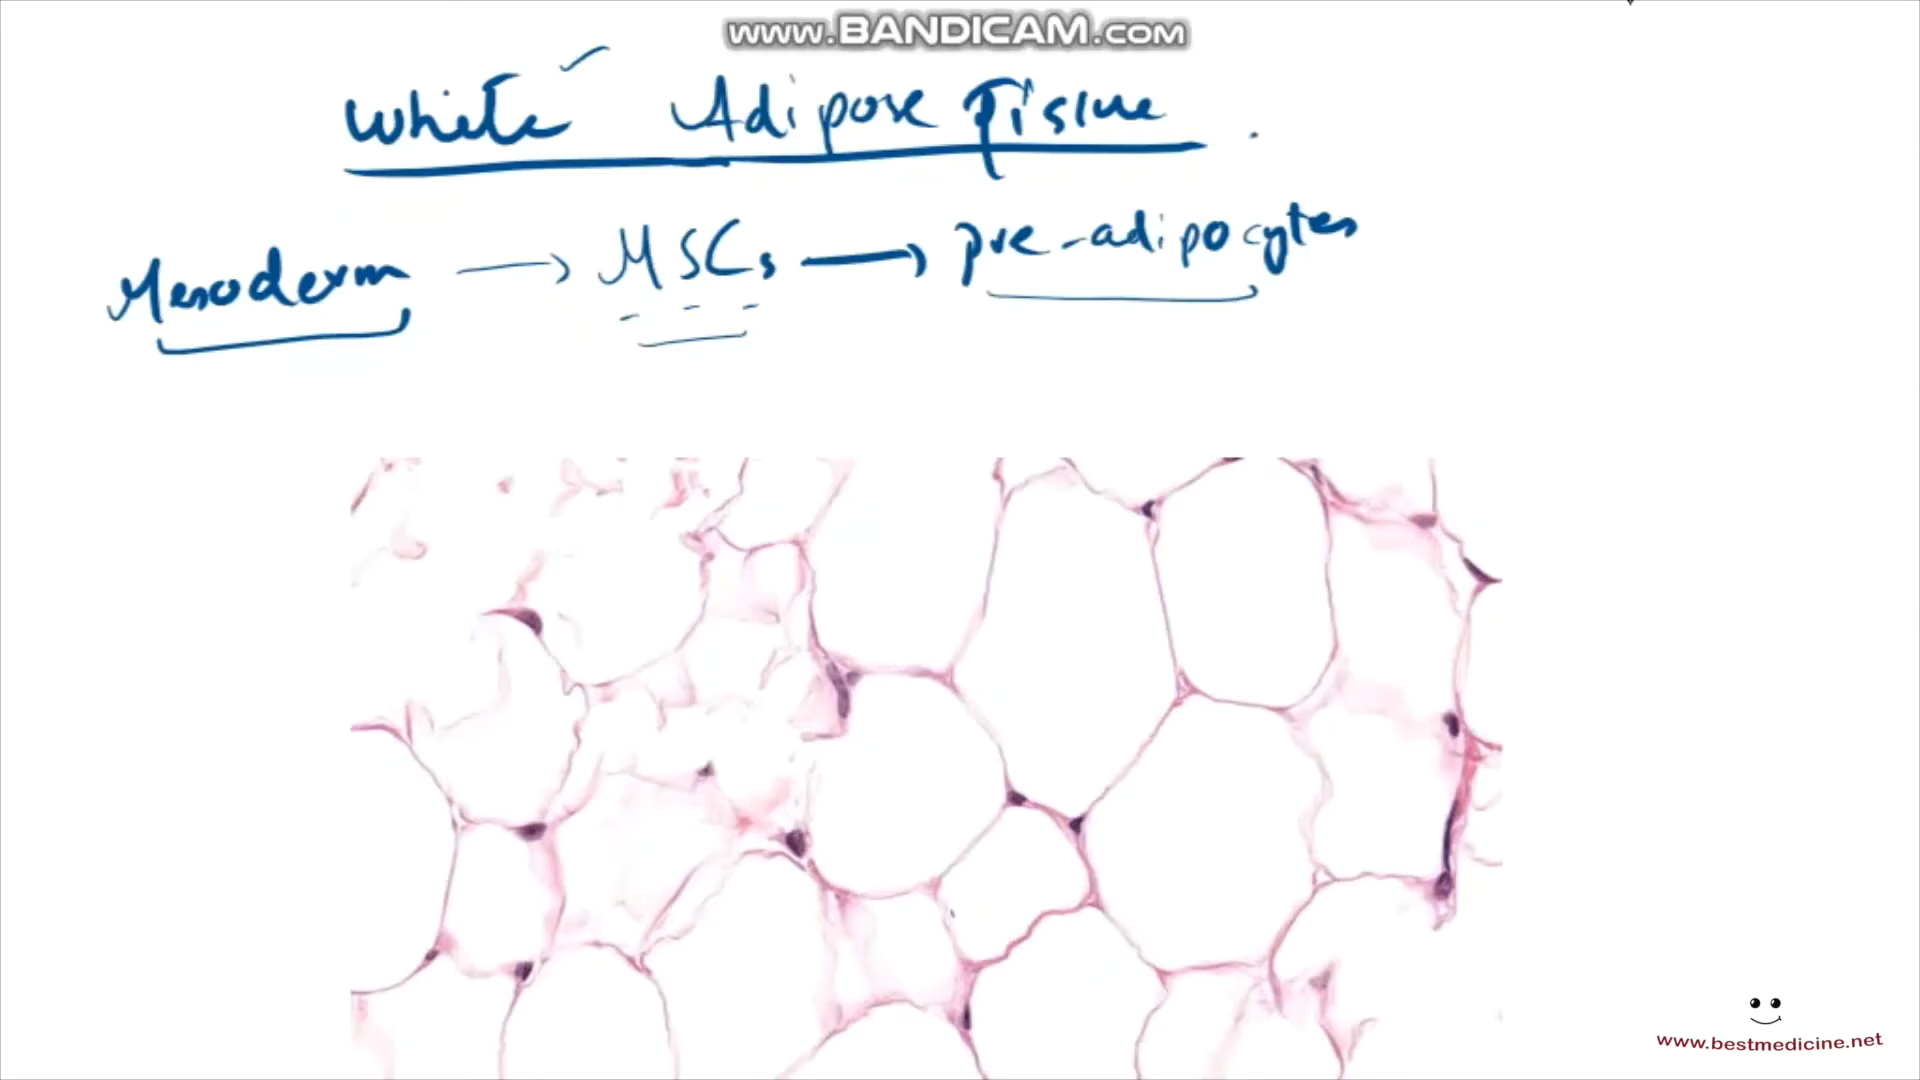 www.BANDICAM.com
White Adipose Tissue
Mesoderm → MSCs → pre-adipocytes
www.bestmedicine.net